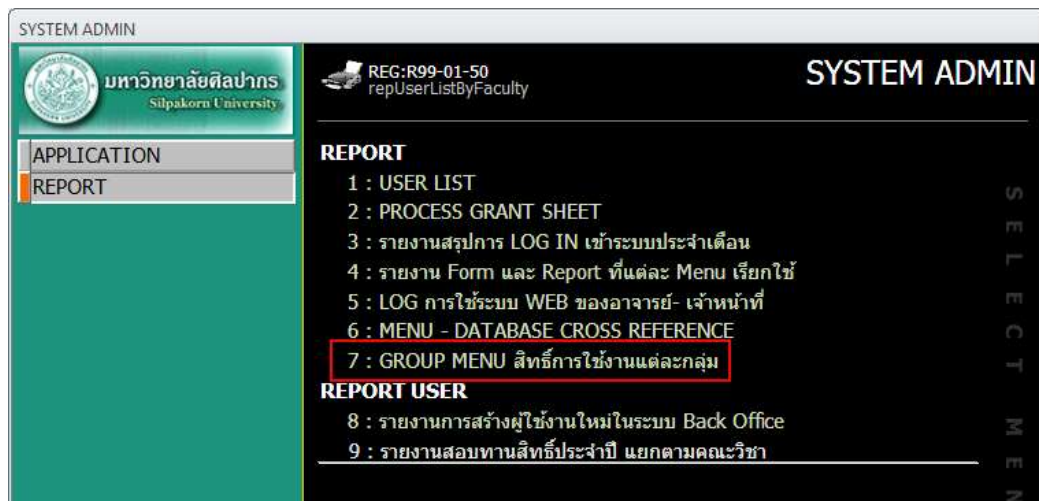 SYSTEM ADMIN
มหาวิทยาลัยศิลปากร
Silpakorn University
APPLICATION
REPORT
REG:R99-01-50
repUserListByFaculty
SYSTEM ADMIN
REPORT
1 : USER LIST
2 : PROCESS GRANT SHEET
3 : รายงานสรุปการ LOG IN เข้าระบบประจำเดือน
4 : รายงาน Form และ Report ที่แต่ละ Menu เรียกใช้
5 : LOG การใช้ระบบ WEB ของอาจารย์- เจ้าหน้าที่
6 : MENU - DATABASE CROSS REFERENCE
7 : GROUP MENU สิทธิ์การใช้งานแต่ละกลุ่ม
REPORT USER
8 : รายงานการสร้างผู้ใช้งานใหม่ในระบบ Back Office
9 : รายงานสอบทานสิทธิ์ประจำปี แยกตามคณะวิชา
SELECT MEN